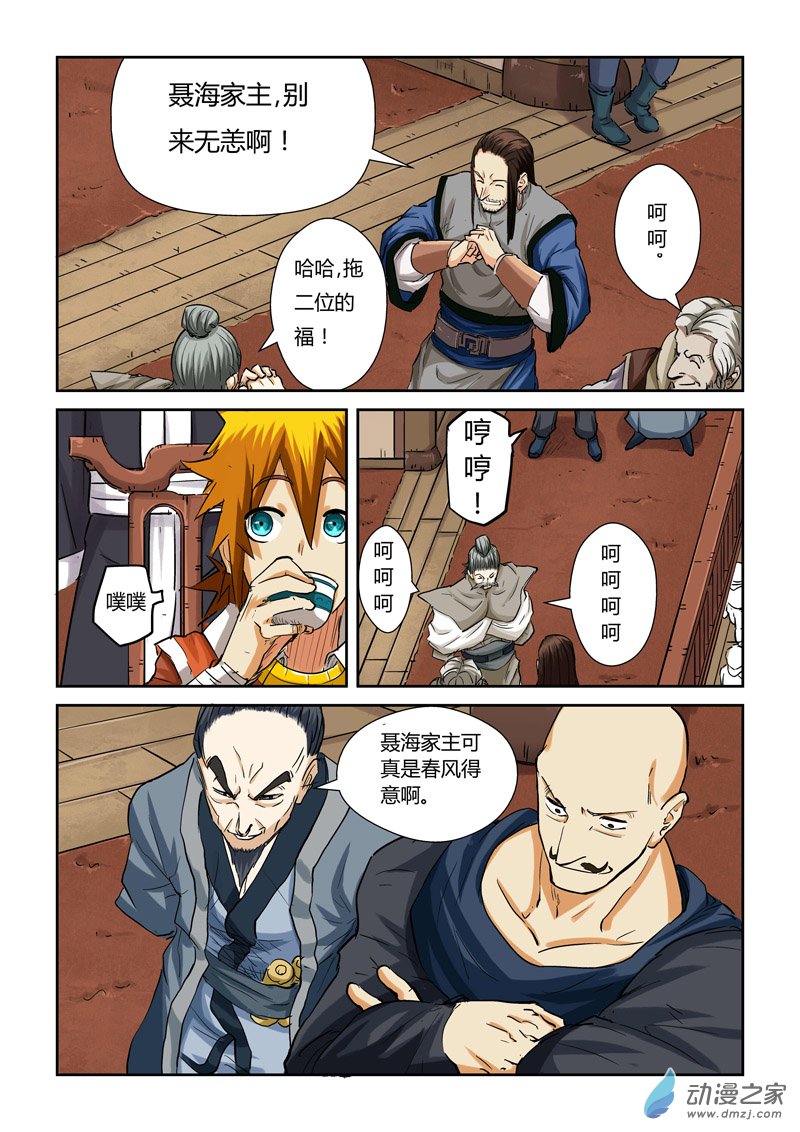 聂海家主,别
来无恙啊!
哈哈,拖
二位的
福!
呵呵。
噗噗
哼哼!
呵呵呵
呵呵呵呵
聂海家主可
真是春风得
意啊。
动漫之家
www.dmzj.com